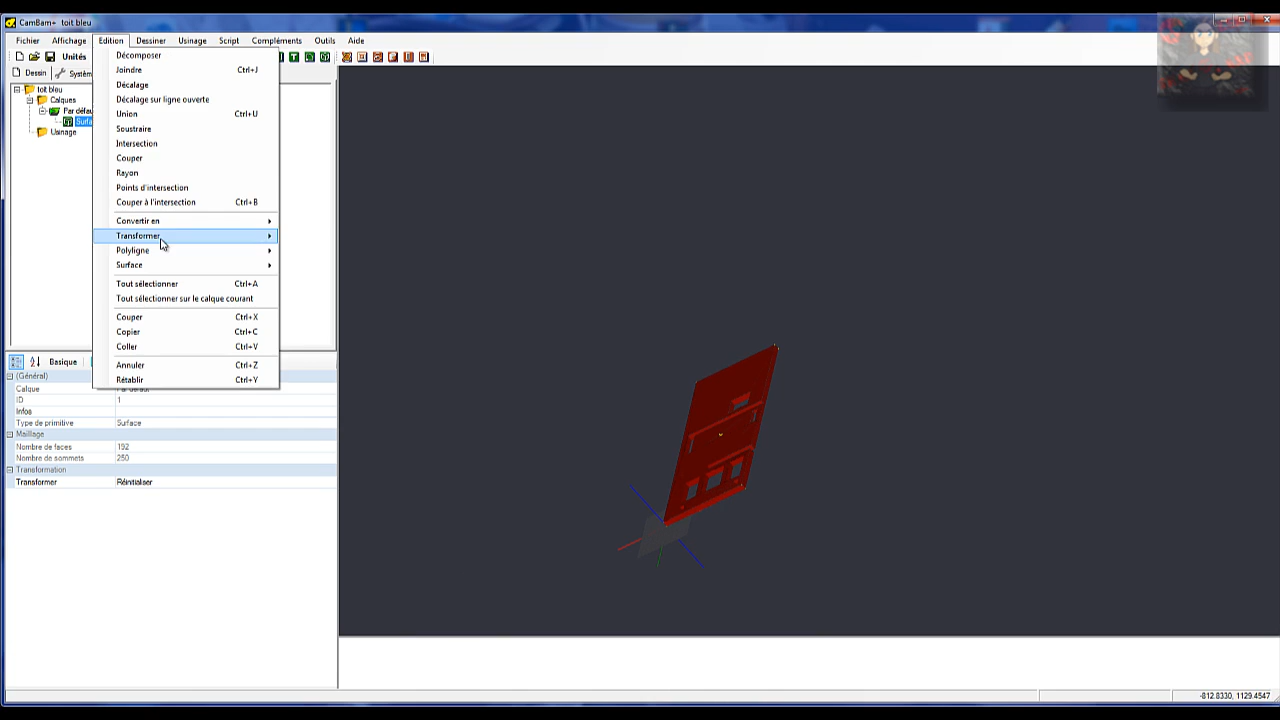 CamBam+ toit bleu
Fichier Affichage Edition Dessiner Usinage Script Compléments Outils Aide
Unités
Dessin Systèm
toit bleu
Calques
Par défau
Surfa
Usinage
Décomposer
Joindre Ctrl+J
Décalage
Décalage sur ligne ouverte
Union Ctrl+U
Soustraire
Intersection
Couper
Rayon
Points d'intersection
Couper à l'intersection Ctrl+B
Convertir en
Transformer
Polyligne
Surface
Tout sélectionner Ctrl+A
Tout sélectionner sur le calque courant
Couper Ctrl+X
Copier Ctrl+C
Coller Ctrl+V
Annuler Ctrl+Z
Rétablir Ctrl+Y
Basique
(Général)
Calque
ID 1
Infos
Type de primitive Surface
Maillage
Nombre de faces 192
Nombre de sommets 250
Transformation
Transformer Réinitialiser
-812.8330, 1129.4547